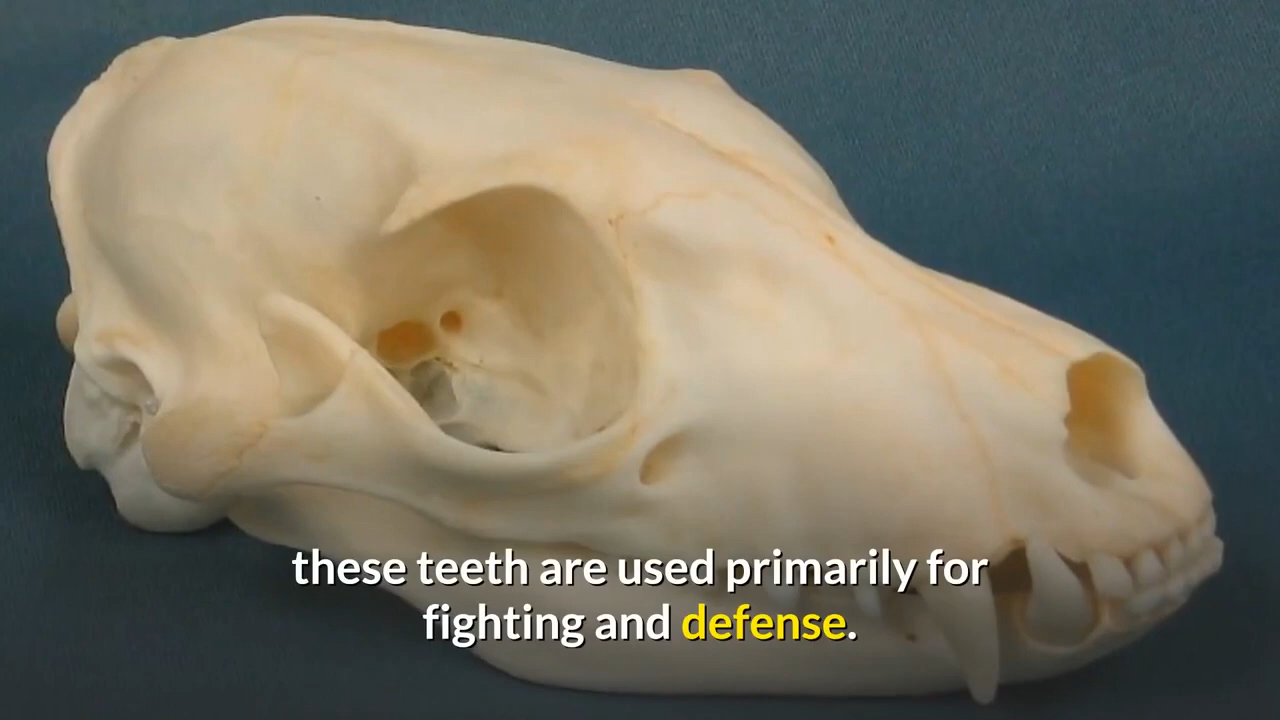 these teeth are used primarily for
fighting and defense.